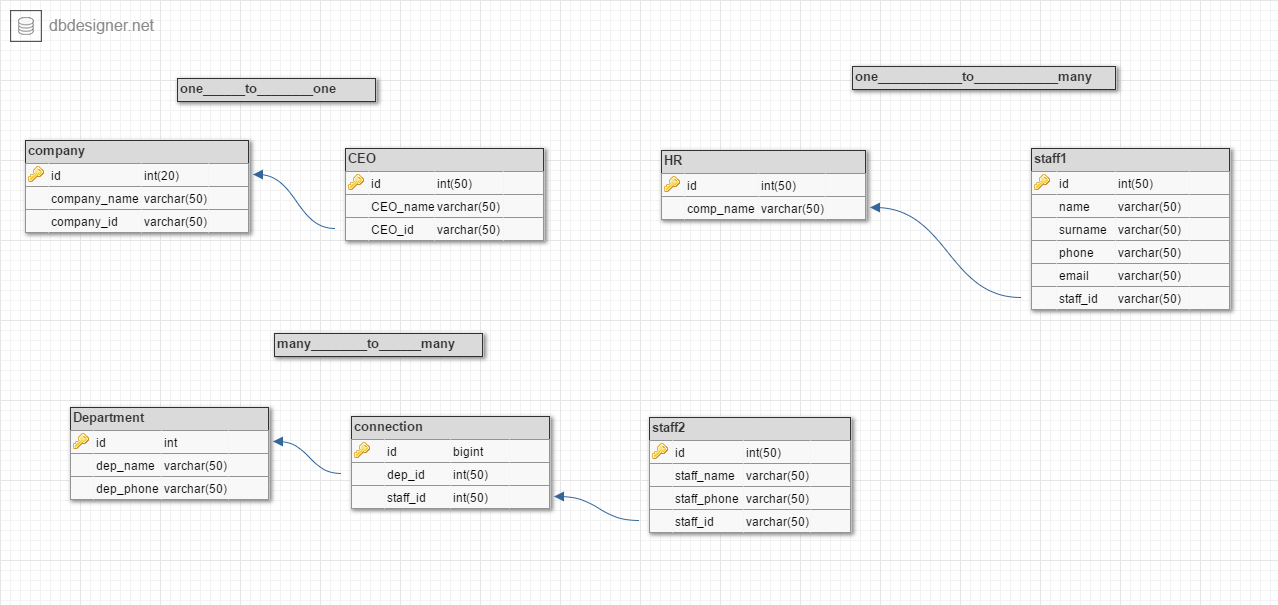 dbdesigner.net
one______to________one
one____________to____________many
company
id int(20)
company_name varchar(50)
company_id varchar(50)
CEO
id int(50)
CEO_name varchar(50)
CEO_id varchar(50)
HR
id int(50)
comp_name varchar(50)
staff1
id int(50)
name varchar(50)
surname varchar(50)
phone varchar(50)
email varchar(50)
staff_id varchar(50)
many________to______many
Department
id int
dep_name varchar(50)
dep_phone varchar(50)
connection
id bigint
dep_id int(50)
staff_id int(50)
staff2
id int(50)
staff_name varchar(50)
staff_phone varchar(50)
staff_id varchar(50)